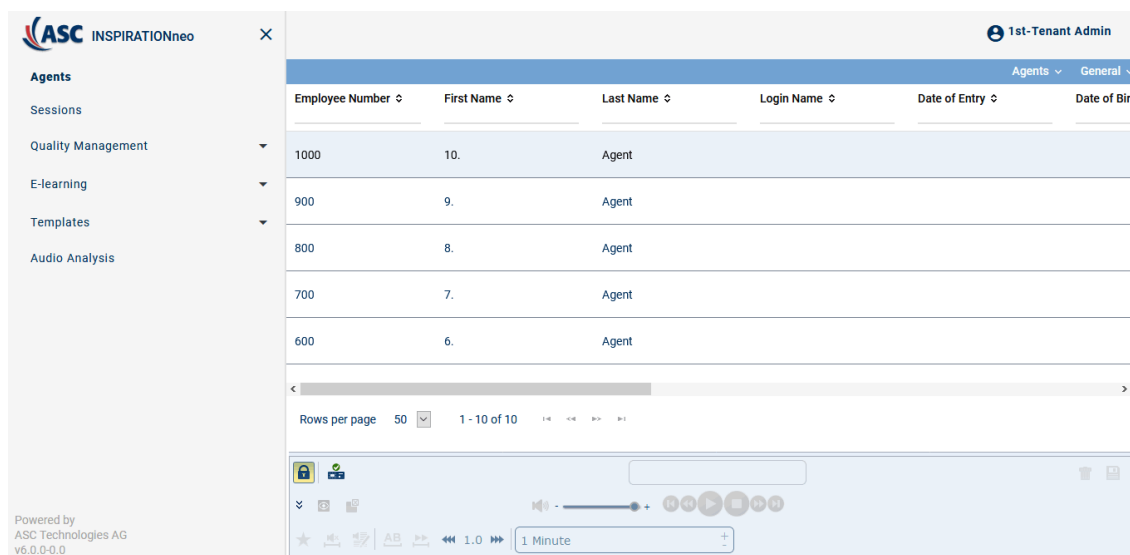 ASC INSPIRATIONneo
1st-Tenant Admin
Agents
Sessions
Quality Management
E-learning
Templates
Audio Analysis
Agents General
Employee Number First Name Last Name Login Name Date of Entry Date of Bir
1000 10. Agent
900 9. Agent
800 8. Agent
700 7. Agent
600 6. Agent
Rows per page 50 1 - 10 of 10
- +
AB 1.0 1 Minute + -
Powered by
ASC Technologies AG
v6.0.0-0.0